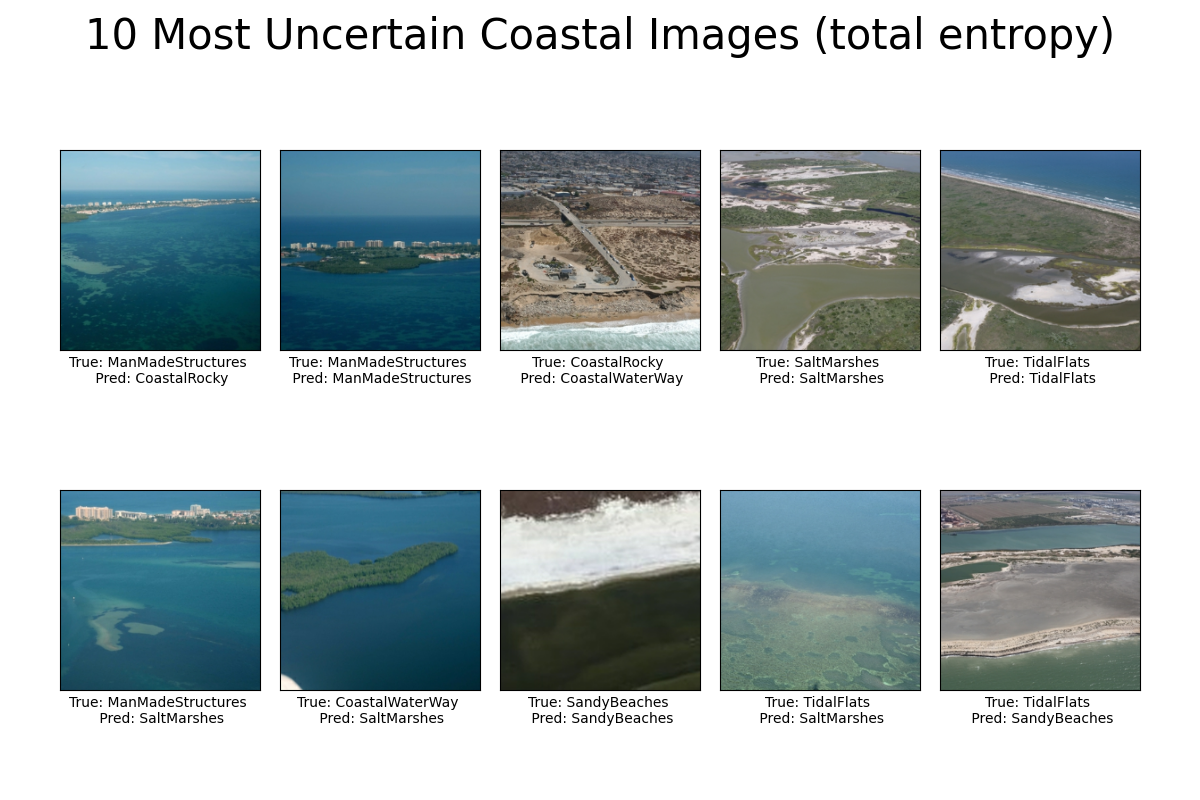 10 Most Uncertain Coastal Images (total entropy)
True: ManMadeStructures
Pred: CoastalRocky
True: ManMadeStructures
Pred: ManMadeStructures
True: CoastalRocky
Pred: CoastalWaterWay
True: SaltMarshes
Pred: SaltMarshes
True: TidalFlats
Pred: TidalFlats
True: ManMadeStructures
Pred: SaltMarshes
True: CoastalWaterWay
Pred: SaltMarshes
True: SandyBeaches
Pred: SandyBeaches
True: TidalFlats
Pred: SaltMarshes
True: TidalFlats
Pred: SandyBeaches